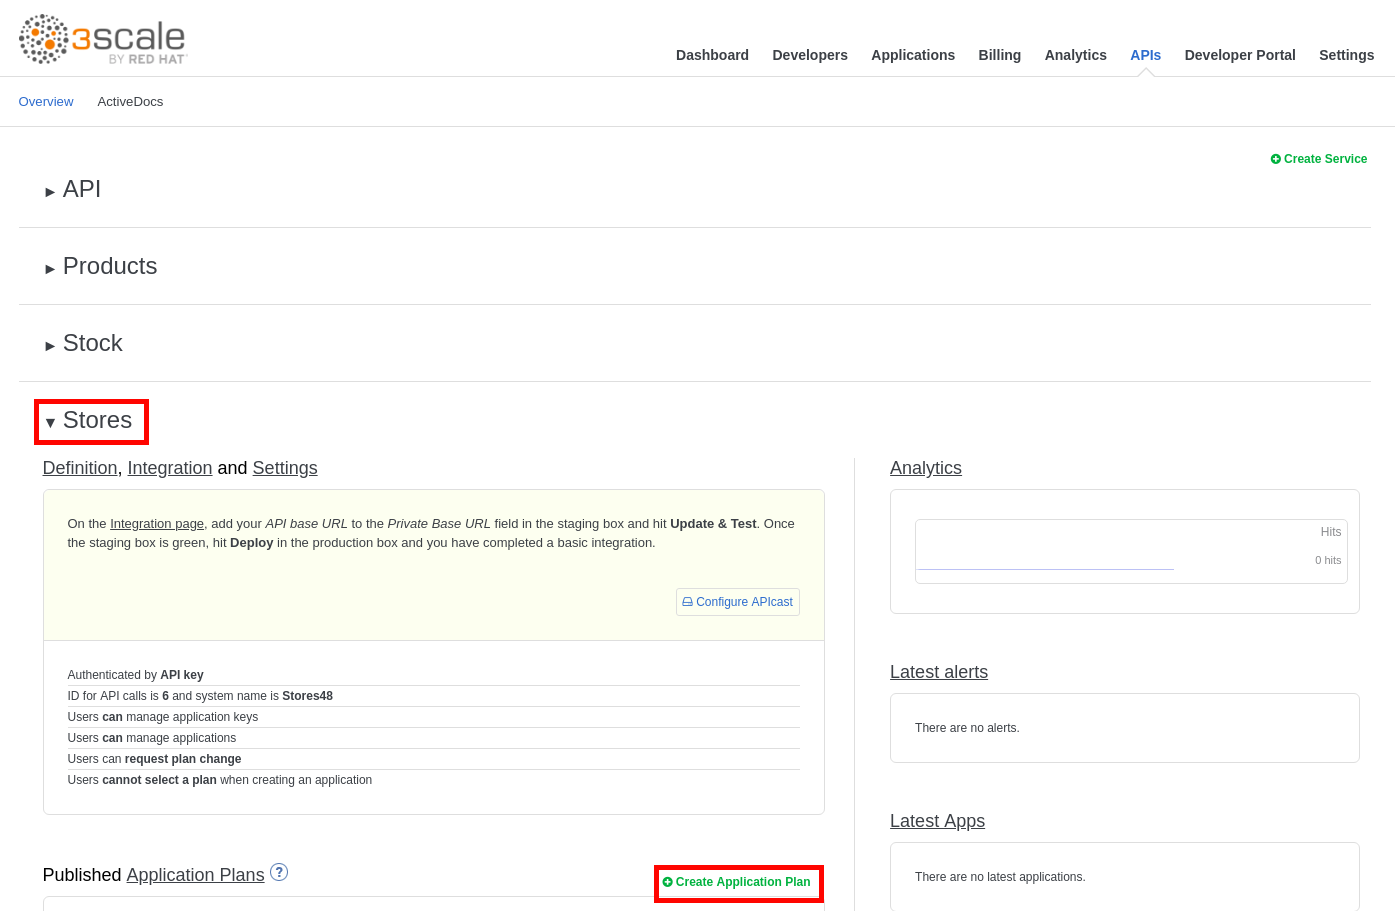 3scale
BY RED HAT
Dashboard Developers Applications Billing Analytics APIs Developer Portal Settings
Overview ActiveDocs
Create Service
API
Products
Stock
Stores
Definition, Integration and Settings
On the Integration page, add your API base URL to the Private Base URL field in the staging box and hit Update & Test. Once
the staging box is green, hit Deploy in the production box and you have completed a basic integration.
Configure APIcast
Authenticated by API key
ID for API calls is 6 and system name is Stores48
Users can manage application keys
Users can manage applications
Users can request plan change
Users cannot select a plan when creating an application
Published Application Plans ?
Create Application Plan
Analytics
Hits
0 hits
Latest alerts
There are no alerts.
Latest Apps
There are no latest applications.